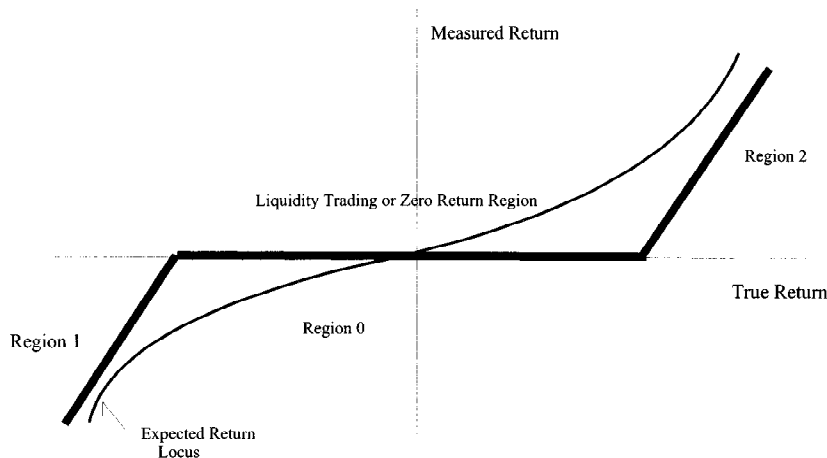 Measured Return
Region 2
Liquidity Trading or Zero Return Region
True Return
Region 0
Region 1
Expected Return
Locus